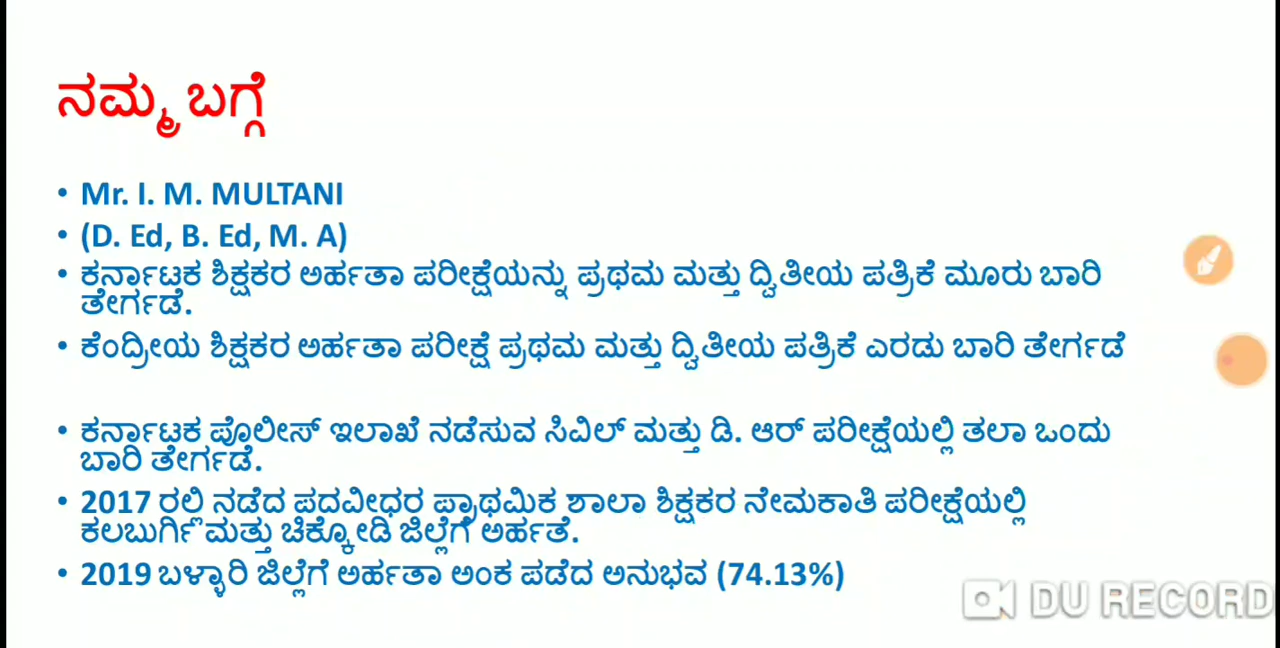 ನಮ್ಮ ಬಗ್ಗೆ
• Mr. I. M. MULTANI
• (D. Ed, B. Ed, M. A)
• ಕರ್ನಾಟಕ ಶಿಕ್ಷಕರ ಅರ್ಹತಾ ಪರೀಕ್ಷೆಯನ್ನು ಪ್ರಥಮ ಮತ್ತು ದ್ವಿತೀಯ ಪತ್ರಿಕೆ ಮೂರು ಬಾರಿ
ತೇರ್ಗಡೆ.
• ಕೆಂದ್ರೀಯ ಶಿಕ್ಷಕರ ಅರ್ಹತಾ ಪರೀಕ್ಷೆ ಪ್ರಥಮ ಮತ್ತು ದ್ವಿತೀಯ ಪತ್ರಿಕೆ ಎರಡು ಬಾರಿ ತೇರ್ಗಡೆ
• ಕರ್ನಾಟಕ ಪೊಲೀಸ್ ಇಲಾಖೆ ನಡೆಸುವ ಸಿವಿಲ್ ಮತ್ತು ಡಿ. ಆರ್ ಪರೀಕ್ಷೆಯಲ್ಲಿ ತಲಾ ಒಂದು
ಬಾರಿ ತೇರ್ಗಡೆ.
• 2017 ರಲ್ಲಿ ನಡೆದ ಪದವೀಧರ ಪ್ರಾಥಮಿಕ ಶಾಲಾ ಶಿಕ್ಷಕರ ನೇಮಕಾತಿ ಪರೀಕ್ಷೆಯಲ್ಲಿ
ಕಲಬುರ್ಗಿ ಮತ್ತು ಚಿಕ್ಕೋಡಿ ಜಿಲ್ಲೆಗೆ ಅರ್ಹತೆ.
• 2019 ಬಳ್ಳಾರಿ ಜಿಲ್ಲೆಗೆ ಅರ್ಹತಾ ಅಂಕ ಪಡೆದ ಅನುಭವ (74.13%)
DU RECORD